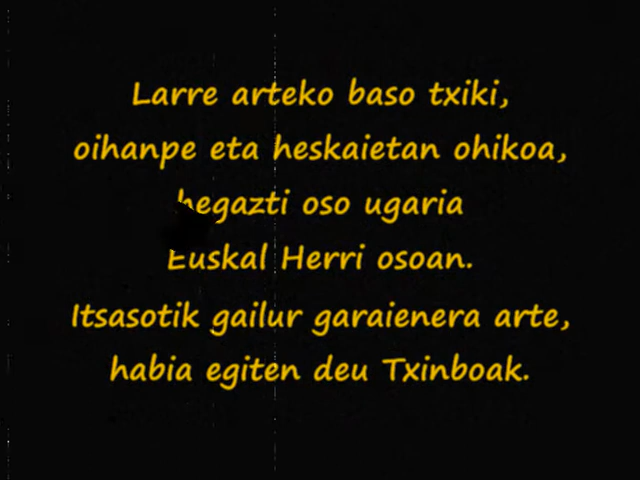 Larre arteko baso txiki,
oihanpe eta heskaietan ohikoa,
hegazti oso ugaria
Euskal Herri osoan.
Itsasotik gailur garaienera arte,
habia egiten deu Txinboak.